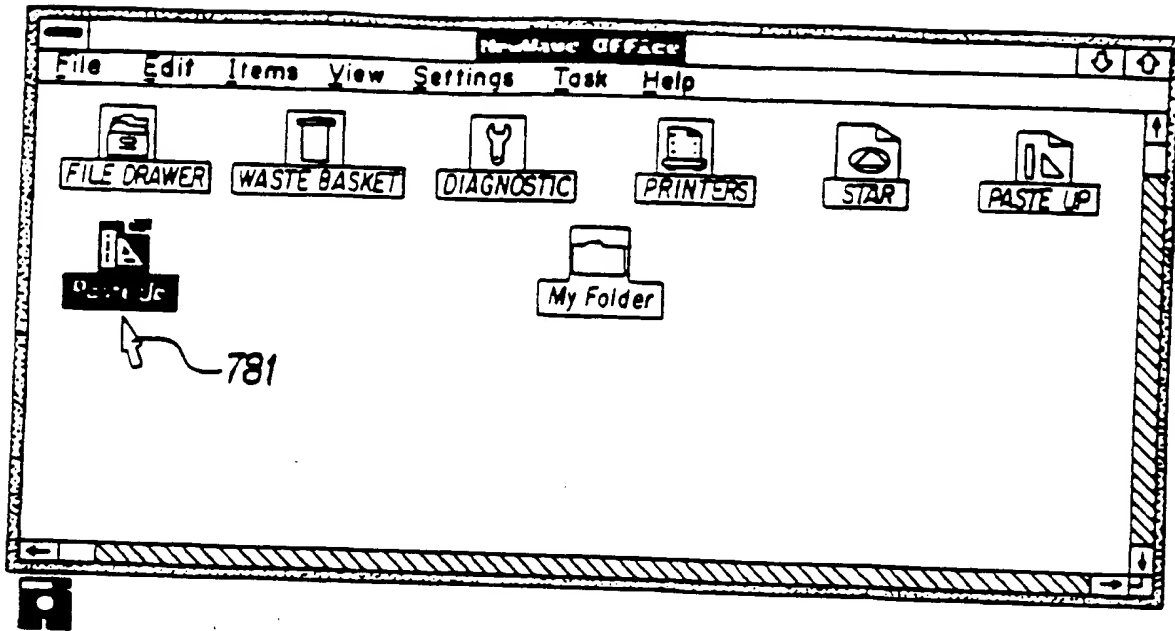 NewWave Office
File Edit Items View Settings Task Help
FILE DRAWER WASTE BASKET DIAGNOSTIC PRINTERS STAR PASTE UP
My Folder
781